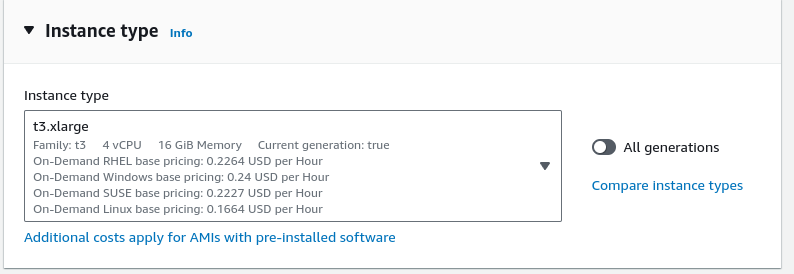 Instance type Info
Instance type
t3.xlarge
Family: t3 4 vCPU 16 GiB Memory Current generation: true
On-Demand RHEL base pricing: 0.2264 USD per Hour
On-Demand Windows base pricing: 0.24 USD per Hour
On-Demand SUSE base pricing: 0.2227 USD per Hour
On-Demand Linux base pricing: 0.1664 USD per Hour
All generations
Compare instance types
Additional costs apply for AMIs with pre-installed software